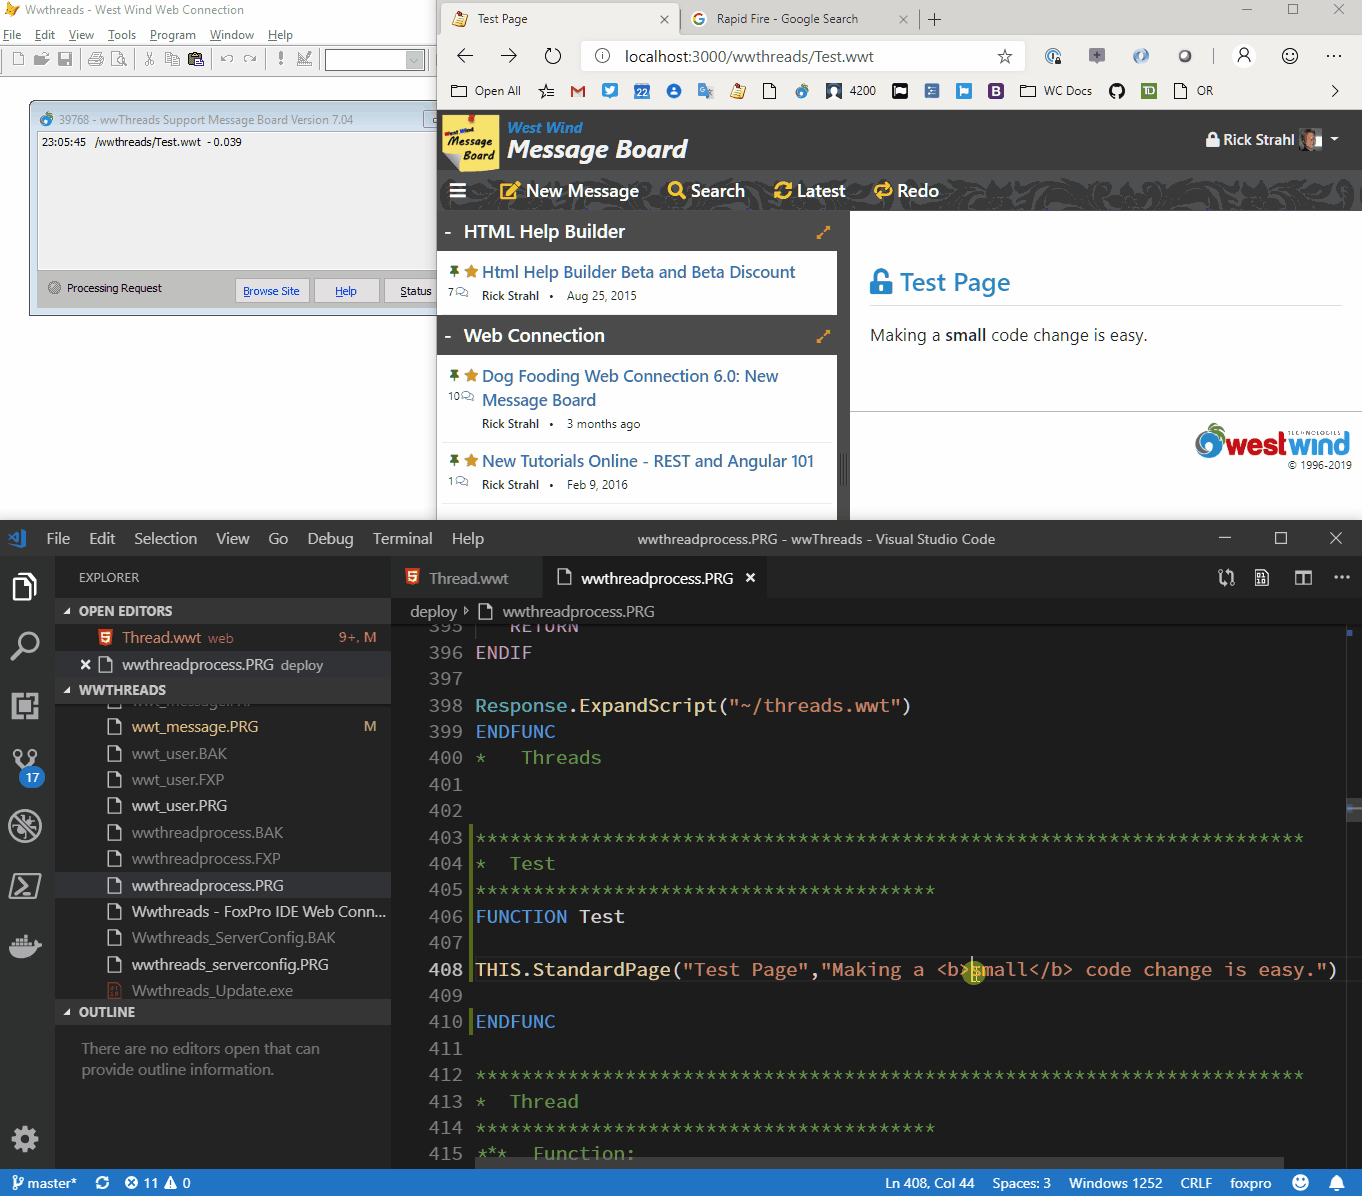 Wwthreads - West Wind Web Connection
File Edit View Tools Program Window Help
39768 - wwThreads Support Message Board Version 7.04
23:05:45 /wwthreads/Test.wwt - 0.039
Processing Request
Browse Site
Help
Status
Test Page
Rapid Fire - Google Search
localhost:3000/wwthreads/Test.wwt
Open All
22
4200
B
TD
WC Docs
OR
West Wind
Message Board
West Wind
Message Board
Rick Strahl
New Message
Search
Latest
Redo
- HTML Help Builder
Html Help Builder Beta and Beta Discount
7
Rick Strahl • Aug 25, 2015
- Web Connection
Dog Fooding Web Connection 6.0: New
Message Board
10
Rick Strahl • 3 months ago
New Tutorials Online - REST and Angular 101
1
Rick Strahl • Feb 9, 2016
Test Page
Making a small code change is easy.
TECHNOLOGIES
westwind
© 1996-2019
File Edit Selection View Go Debug Terminal Help
wwthreadprocess.PRG - wwThreads - Visual Studio Code
EXPLORER
OPEN EDITORS
Thread.wwt web 9+, M
wwthreadprocess.PRG deploy
WWTHREADS
wwt_message.PRG M
wwt_user.BAK
wwt_user.FXP
wwt_user.PRG
wwthreadprocess.BAK
wwthreadprocess.FXP
wwthreadprocess.PRG
Wwthreads - FoxPro IDE Web Conn...
Wwthreads_ServerConfig.BAK
wwthreads_serverconfig.PRG
Wwthreads_Update.exe
OUTLINE
There are no editors open that can
provide outline information.
17
Thread.wwt
wwthreadprocess.PRG
deploy wwthreadprocess.PRG
395 RETURN
396 ENDIF
397
398 Response.ExpandScript("~/threads.wwt")
399 ENDFUNC
400 * Threads
401
402
403 ************************************************************************
404 * Test
405 ****************************************
406 FUNCTION Test
407
408 THIS.StandardPage("Test Page","Making a <b>small</b> code change is easy.")
409
410 ENDFUNC
411
412 ************************************************************************
413 * Thread
414 ****************************************
415 *** Function:
master*
11 0
Ln 408, Col 44
Spaces: 3
Windows 1252
CRLF
foxpro